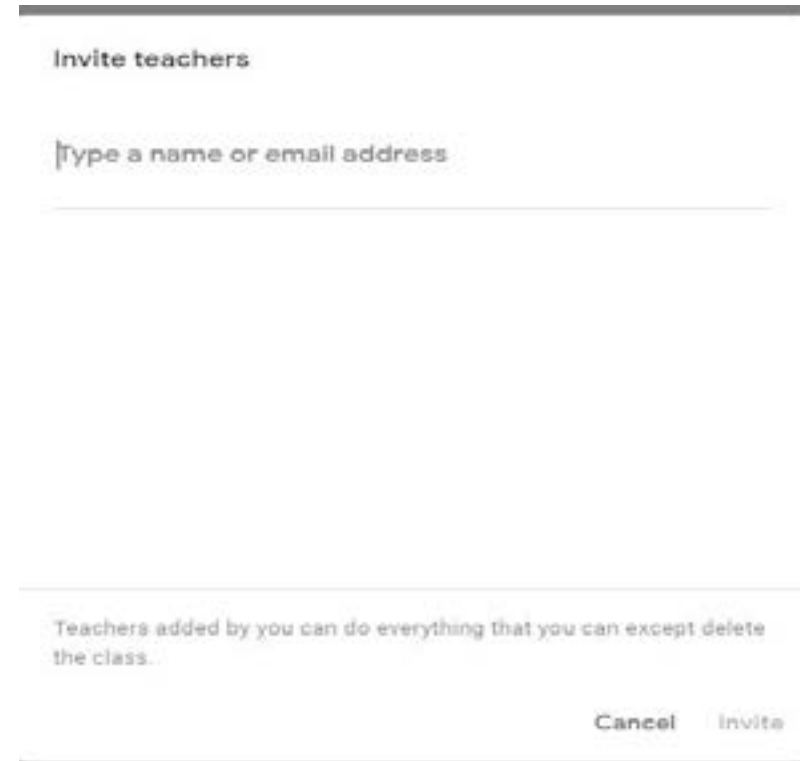 Invite teachers
Type a name or email address
Teachers added by you can do everything that you can except delete
the class.
Cancel Invite